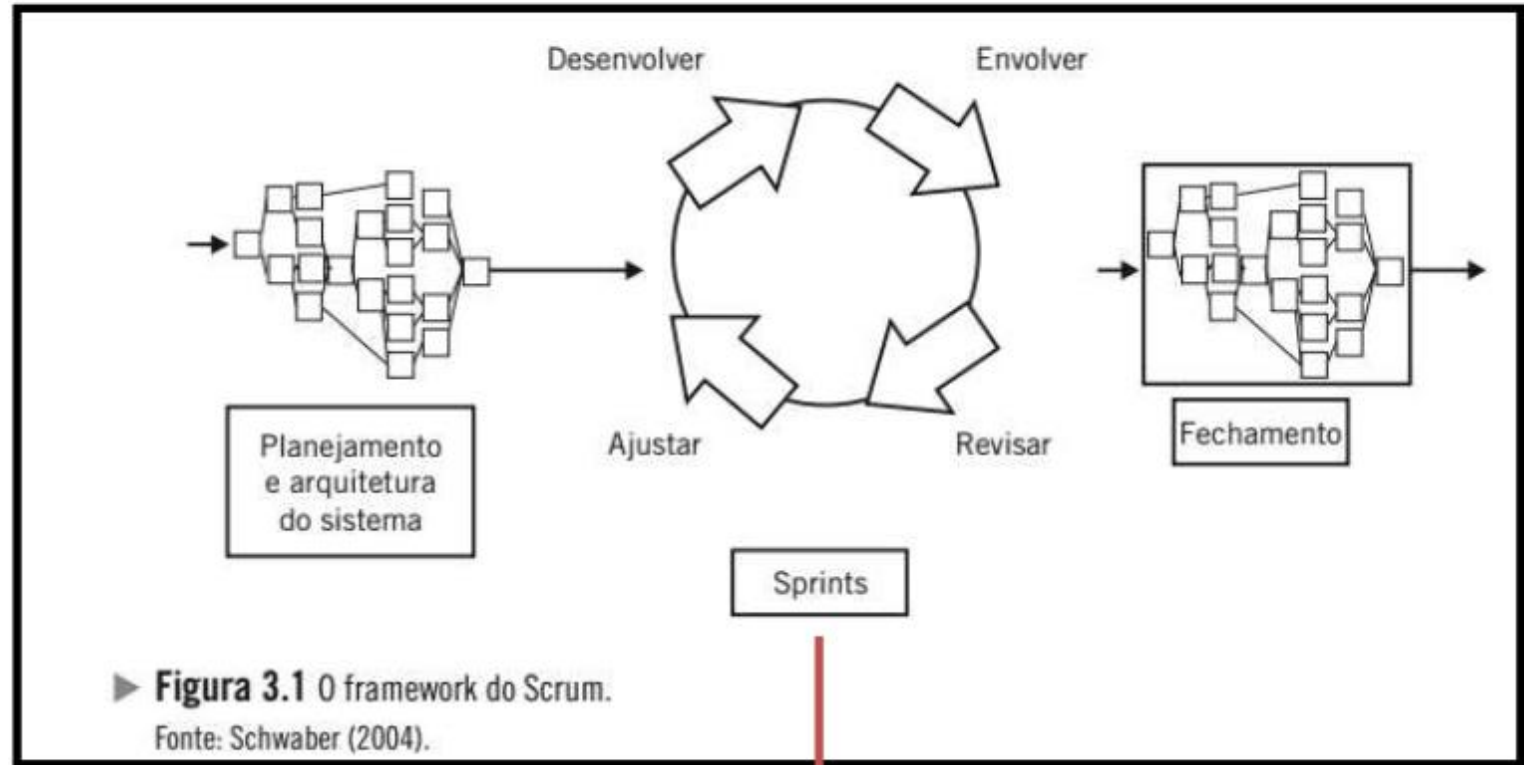 Desenvolver
Envolver
Ajustar
Revisar
Planejamento
e arquitetura
do sistema
Fechamento
Sprints
▶ Figura 3.1 O framework do Scrum.
Fonte: Schwaber (2004).